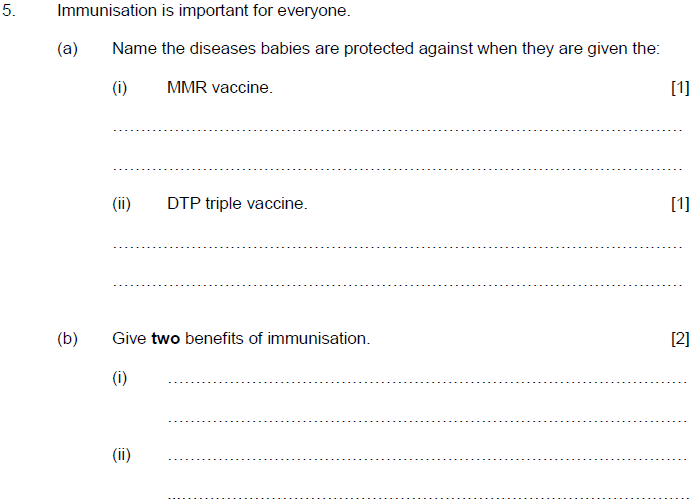 5. Immunisation is important for everyone.
(a) Name the diseases babies are protected against when they are given the:
(i) MMR vaccine. [1]
(ii) DTP triple vaccine. [1]
(b) Give two benefits of immunisation. [2]
(i)
(ii)